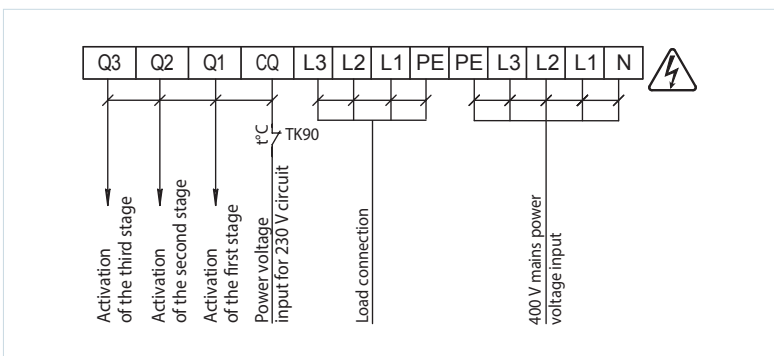 Q3 Q2 Q1 CQ L3 L2 L1 PE PE L3 L2 L1 N
t°C
TK90
Activation
of the third stage
Activation
of the second stage
Activation
of the first stage
Power voltage
input for 230 V circuit
Load connection
400 V mains power
voltage input